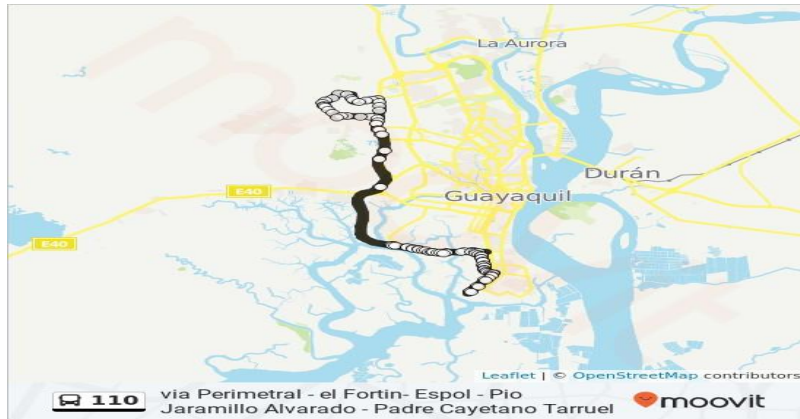 La Aurora
Durán
Guayaquil
E40
E40
Leaflet | © OpenStreetMap contributors
110
via Perimetral - el Fortin- Espol - Pio
Jaramillo Alvarado - Padre Cayetano Tarruel
moovit